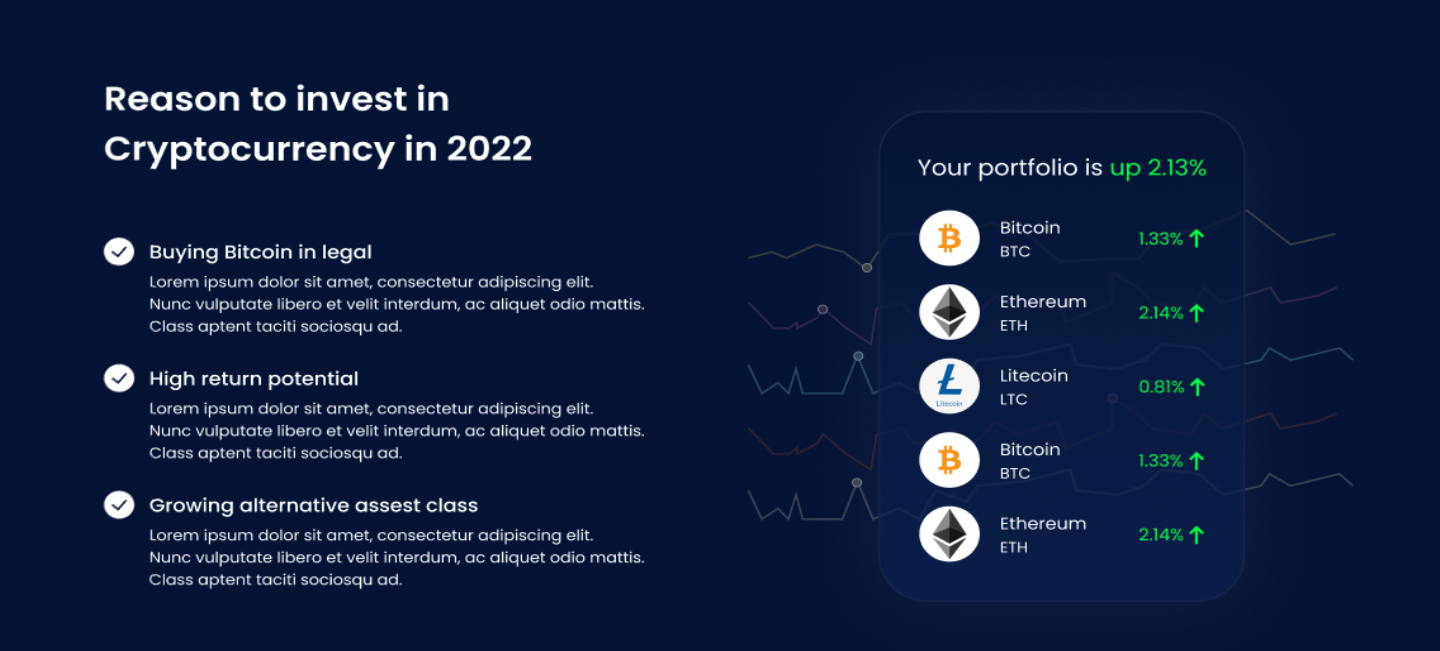 Reason to invest in
Cryptocurrency in 2022
Buying Bitcoin in legal
Lorem ipsum dolor sit amet, consectetur adipiscing elit.
Nunc vulputate libero et velit interdum, ac aliquet odio mattis.
Class aptent taciti sociosqu ad.
High return potential
Lorem ipsum dolor sit amet, consectetur adipiscing elit.
Nunc vulputate libero et velit interdum, ac aliquet odio mattis.
Class aptent taciti sociosqu ad.
Growing alternative assest class
Lorem ipsum dolor sit amet, consectetur adipiscing elit.
Nunc vulputate libero et velit interdum, ac aliquet odio mattis.
Class aptent taciti sociosqu ad.
Your portfolio is up 2.13%
Bitcoin
BTC
1.33%
Ethereum
ETH
2.14%
Litecoin
Litecoin
LTC
0.81%
Bitcoin
BTC
1.33%
Ethereum
ETH
2.14%